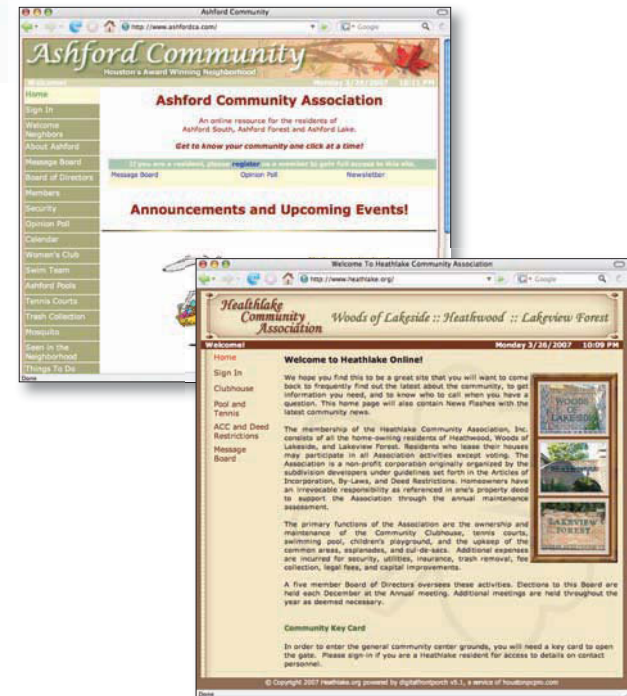 Ashford Community
http://www.ashfordca.com/
Google
Ashford Community
Houston's Award Winning Neighborhood
Welcome!
Monday 3/26/2007 10:11 PM
Home
Sign In
Welcome
Neighbors
About Ashford
Message Board
Board of Directors
Members
Security
Opinion Poll
Calendar
Women's Club
Swim Team
Ashford Pools
Tennis Courts
Trash Collection
Mosquito
Seen in the
Neighborhood
Things To Do
Done
Ashford Community Association
An online resource for the residents of
Ashford South, Ashford Forest and Ashford Lake.
Get to know your community one click at a time!
If you are a resident, please register as a member to gain full access to this site.
Message Board Opinion Poll Newsletter
Announcements and Upcoming Events!
Welcome To Heathlake Community Association
http://www.heathlake.org/
Google
Heathlake
Community
Association
Woods of Lakeside :: Heathwood :: Lakeview Forest
Welcome!
Monday 3/26/2007 10:09 PM
Home
Sign In
Clubhouse
Pool and
Tennis
ACC and Deed
Restrictions
Message
Board
Welcome to Heathlake Online!
We hope you find this to be a great site that you will want to come
back to frequently to find out the latest about the community, to get
information you need, and to know who to call when you have a
question. This home page will also contain News Flashes with the
latest community news.
The membership of the Heathlake Community Association, Inc.
consists of all the home-owning residents of Heathwood, Woods of
Lakeside, and Lakeview Forest. Residents who lease their houses
may participate in all Association activities except voting. The
Association is a non-profit corporation originally organized by the
subdivision developers under guidelines set forth in the Articles of
Incorporation, By-Laws, and Deed Restrictions. Homeowners have
an irrevocable responsibility as referenced in one's property deed
to support the Association through the annual maintenance
assessment.
The primary functions of the Association are the ownership and
maintenance of the Community Clubhouse, tennis courts,
swimming pool, children's playground, and the upkeep of the
common areas, esplanades, and cul-de-sacs. Additional expenses
are incurred for security, utilities, insurance, trash removal, fee
collection, legal fees, and capital improvements.
A five member Board of Directors oversees these activities. Elections to this Board are
held each December at the Annual meeting. Additional meetings are held throughout the
year as deemed necessary.
Community Key Card
In order to enter the general community center grounds, you will need a key card to open
the gate. Please sign-in if you are a Heathlake resident for access to details on contact
personnel.
WOODS
OF
LAKESIDE
HEATHWOOD
LAKEVIEW
FOREST
© Copyright 2007 Heathlake.org powered by digitalfrontporch v5.1, a service of houstonpcpro.com
Done